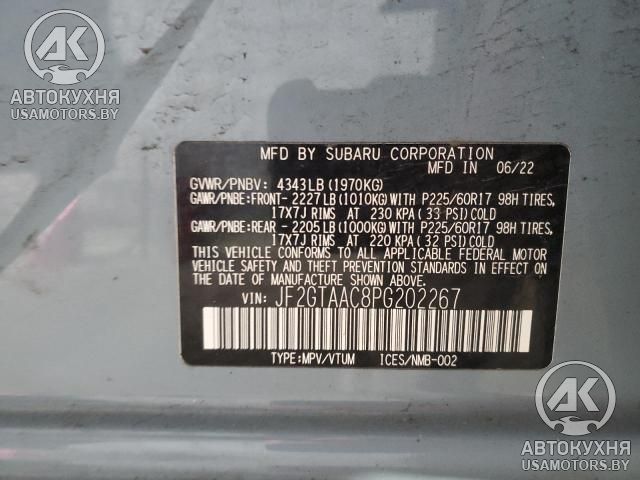 АК
АВТОКУХНЯ
USAMOTORS.BY
MFD BY SUBARU CORPORATION
MFD IN 06/22
GVWR/PNBV: 4343LB(1970KG)
GAWR/PNBE:FRONT- 2227LB(1010KG)WITH P225/60R17 98H TIRES,
17X7J RIMS AT 230 KPA(33 PSI)COLD
GAWR/PNBE:REAR - 2205LB(1000KG)WITH P225/60R17 98H TIRES,
17X7J RIMS AT 220 KPA(32 PSI)COLD
THIS VEHICLE CONFORMS TO ALL APPLICABLE FEDERAL MOTOR
VEHICLE SAFETY AND THEFT PREVENTION STANDARDS IN EFFECT ON
THE DATE OF MANUFACTURE SHOWN ABOVE.
VIN: JF2GTAAC8PG202267
TYPE:MPV/VTUM ICES/NMB-002
АК
АВТОКУХНЯ
USAMOTORS.BY